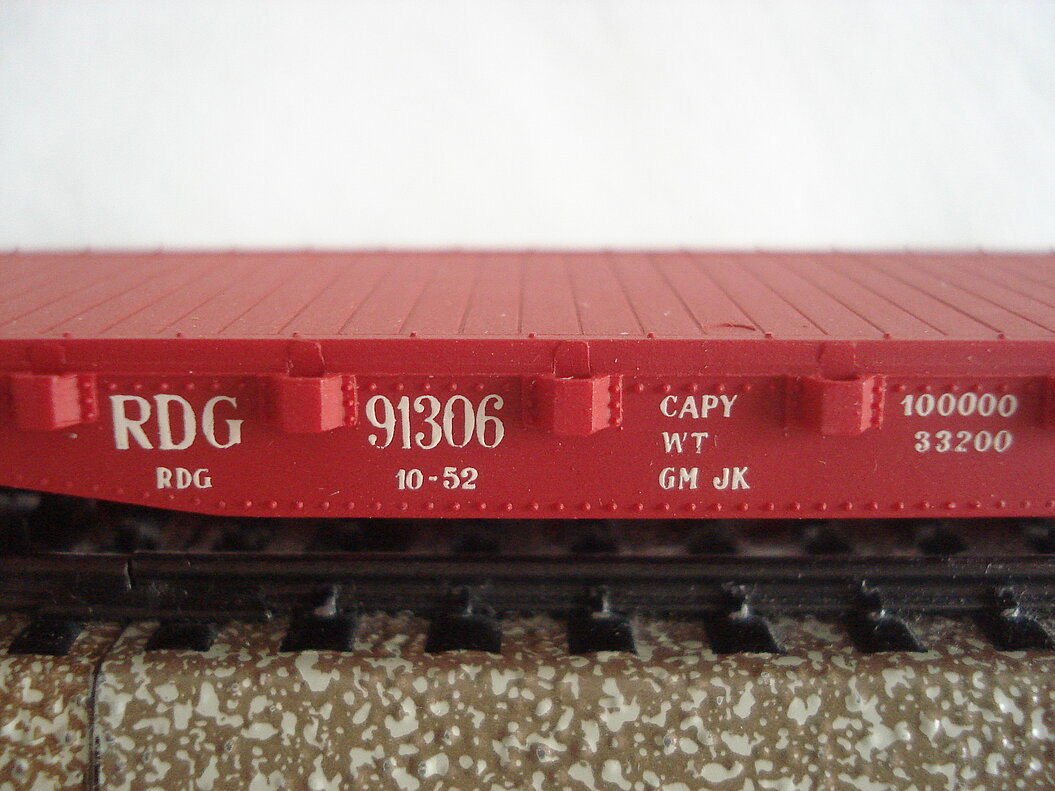 RDG 91306 CAPY 100000
WT 33200
RDG 10-52 GM JK